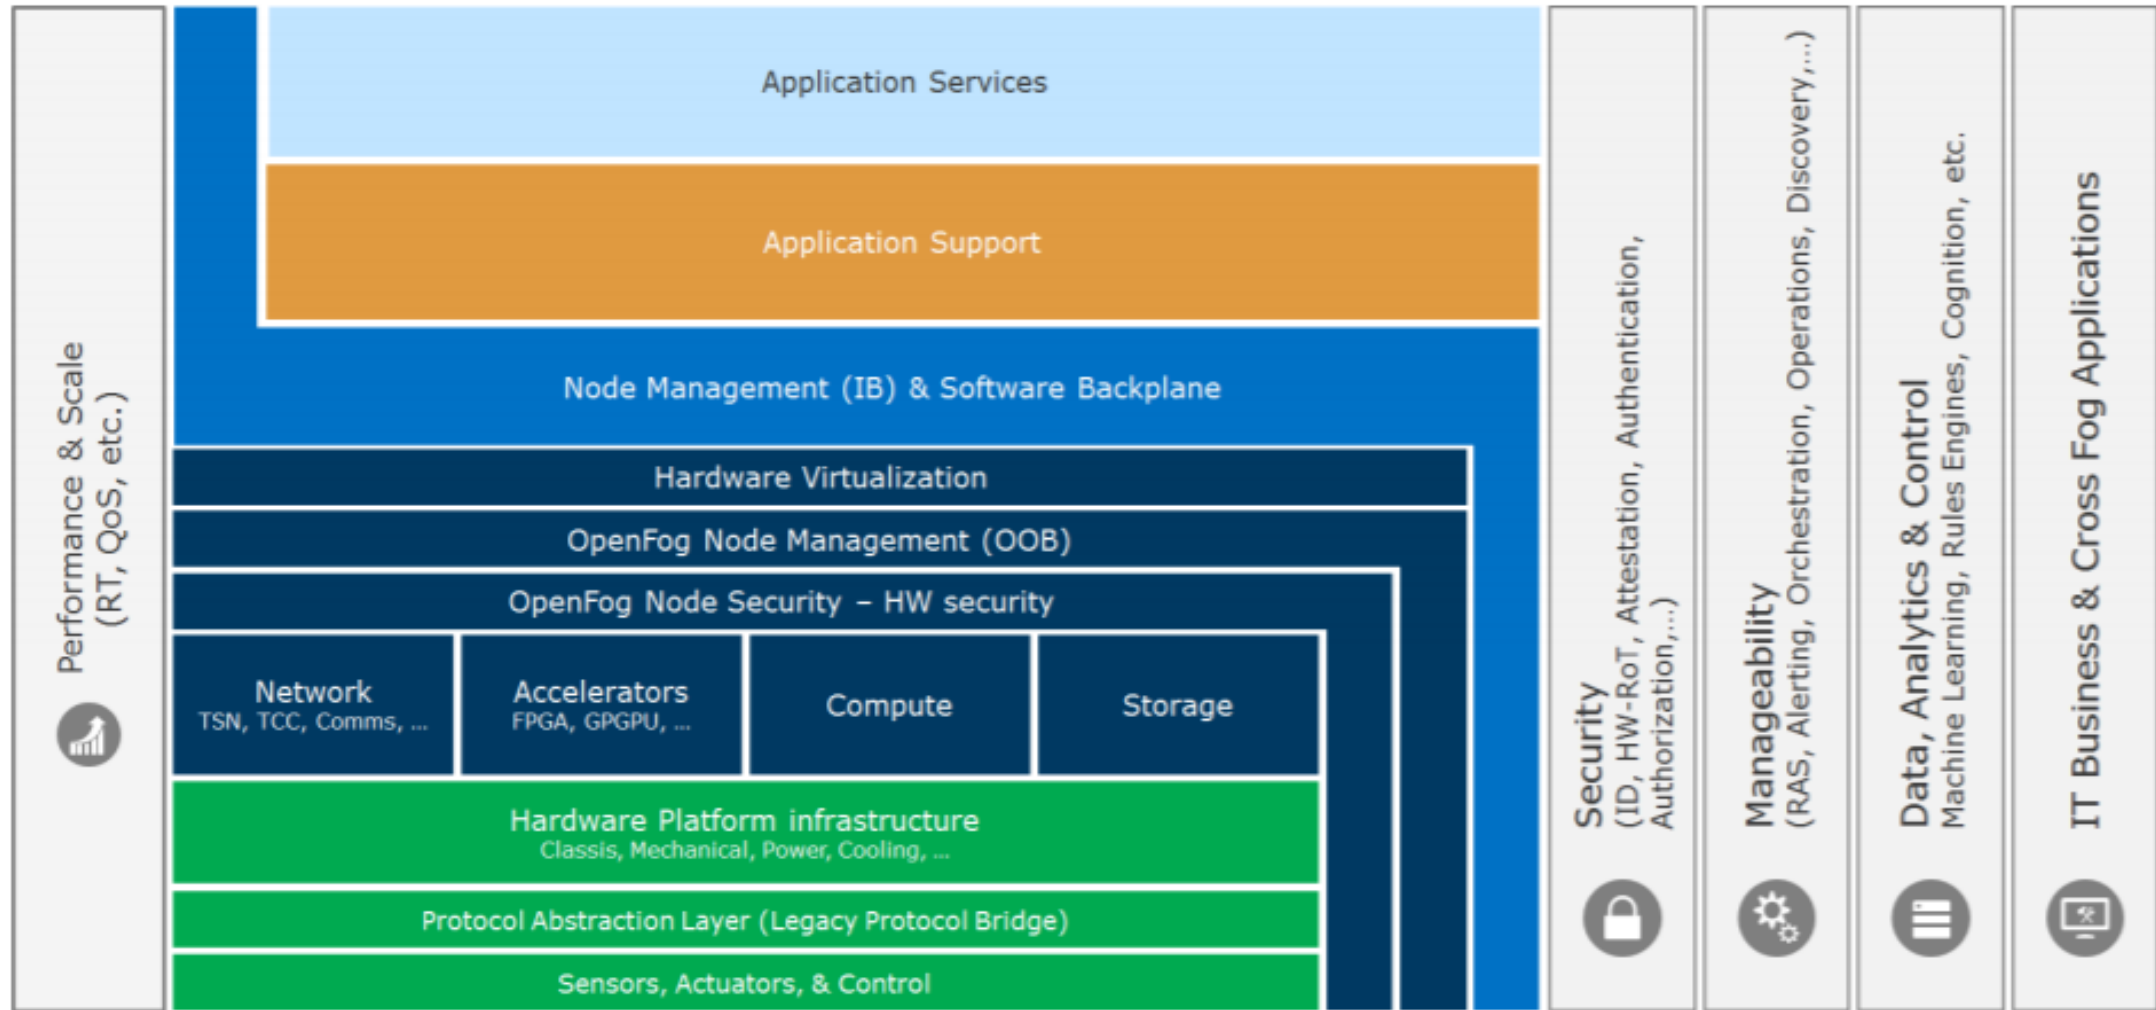 Performance & Scale
(RT, QoS, etc.)
Application Services
Application Support
Node Management (IB) & Software Backplane
Hardware Virtualization
OpenFog Node Management (OOB)
OpenFog Node Security – HW security
Network
TSN, TCC, Comms, ...
Accelerators
FPGA, GPGPU, ...
Compute
Storage
Hardware Platform infrastructure
Classis, Mechanical, Power, Cooling, ...
Protocol Abstraction Layer (Legacy Protocol Bridge)
Sensors, Actuators, & Control
Security
(ID, HW-RoT, Attestation, Authentication,
Authorization,...)
Manageability
(RAS, Alerting, Orchestration, Operations, Discovery,...)
Data, Analytics & Control
Machine Learning, Rules Engines, Cognition, etc.
IT Business & Cross Fog Applications